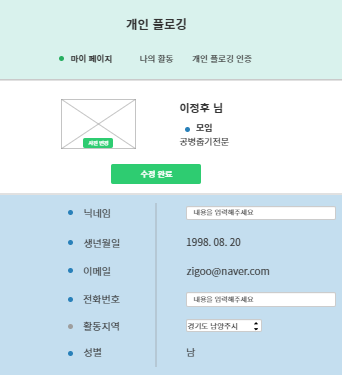 개인 플로깅
마이 페이지 나의 활동 개인 플로깅 인증
이정후 님
모임
공병줍기전문
사진 변경
수정 완료
닉네임 내용을 입력해주세요
생년월일 1998. 08. 20
이메일 zigoo@naver.com
전화번호 내용을 입력해주세요
활동지역 경기도 남양주시
성별 남